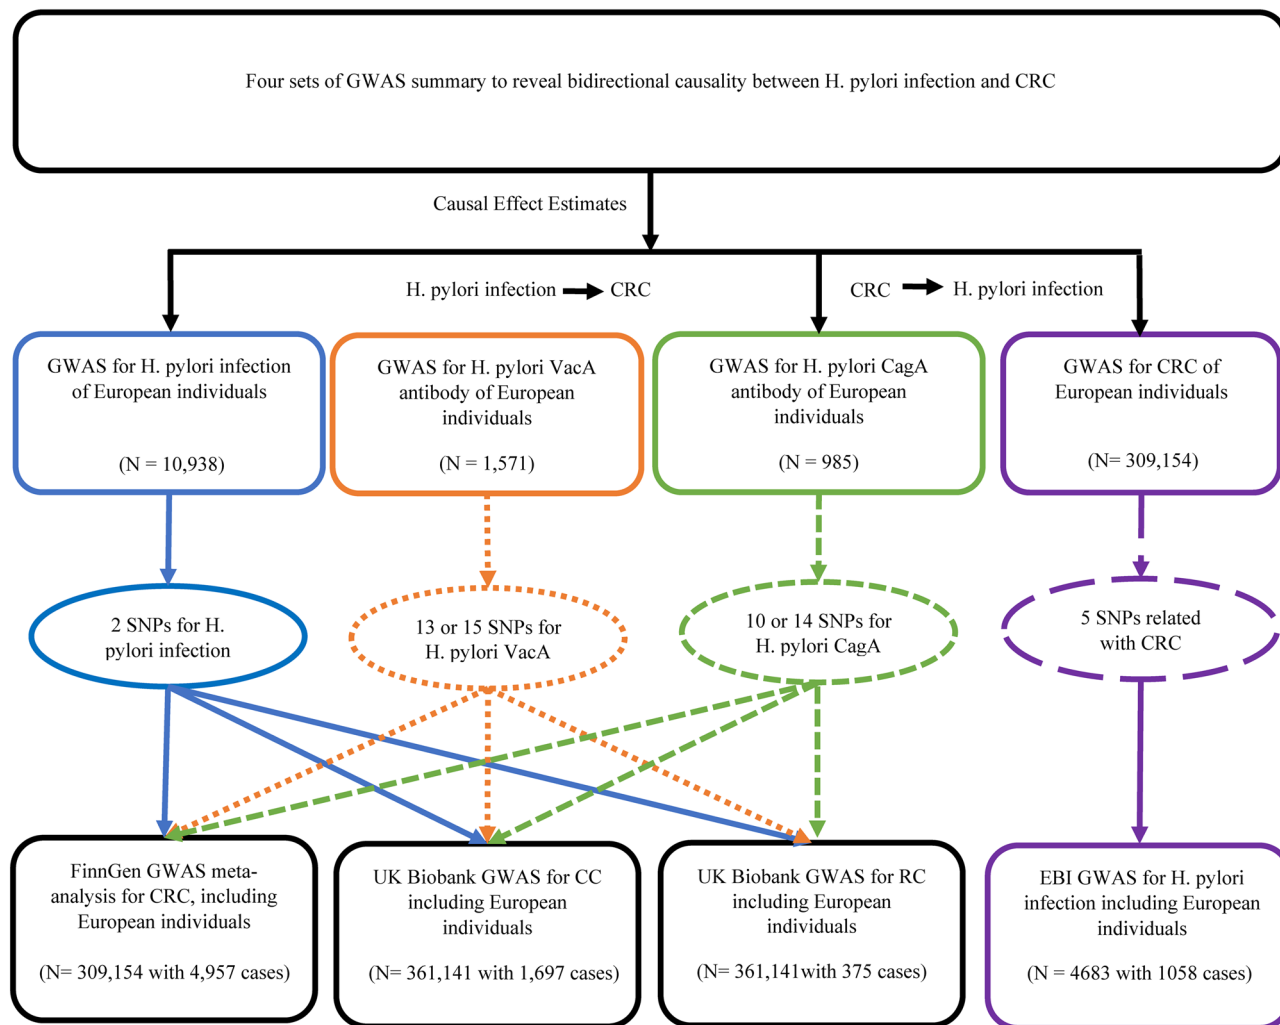 Four sets of GWAS summary to reveal bidirectional causality between H. pylori infection and CRC
Causal Effect Estimates
H. pylori infection
CRC
CRC
H. pylori infection
GWAS for H. pylori infection
of European individuals
(N = 10,938)
GWAS for H. pylori VacA
antibody of European
individuals
(N = 1,571)
GWAS for H. pylori CagA
antibody of European
individuals
(N = 985)
GWAS for CRC of
European individuals
(N= 309,154)
2 SNPs for H.
pylori infection
13 or 15 SNPs for
H. pylori VacA
10 or 14 SNPs for
H. pylori CagA
5 SNPs related
with CRC
FinnGen GWAS meta-
analysis for CRC, including
European individuals
(N= 309,154 with 4,957 cases)
UK Biobank GWAS for CC
including European
individuals
(N= 361,141 with 1,697 cases)
UK Biobank GWAS for RC
including European
individuals
(N= 361,141with 375 cases)
EBI GWAS for H. pylori
infection including European
individuals
(N = 4683 with 1058 cases)